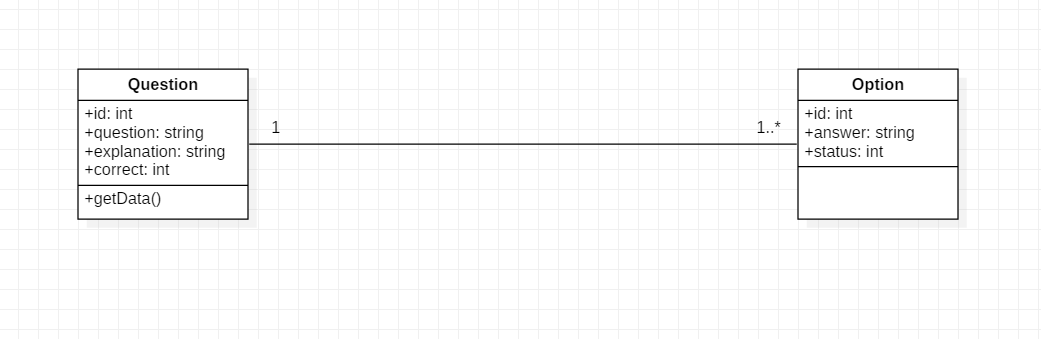 Question
+id: int
+question: string
+explanation: string
+correct: int
+getData()
1
1..*
Option
+id: int
+answer: string
+status: int